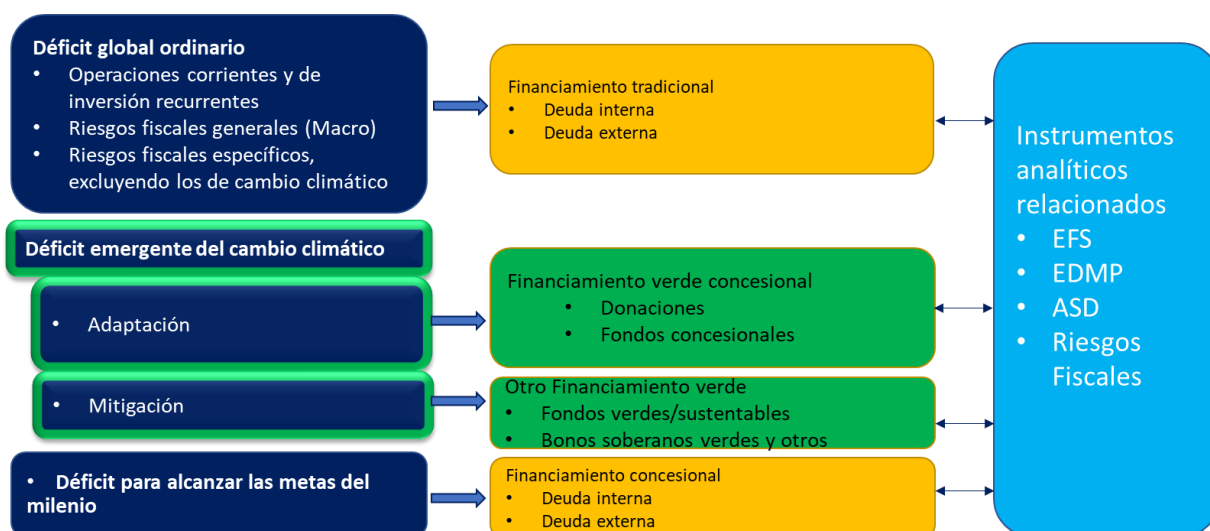 Déficit global ordinario
• Operaciones corrientes y de
inversión recurrentes
• Riesgos fiscales generales (Macro)
• Riesgos fiscales específicos,
excluyendo los de cambio climático
Financiamiento tradicional
• Deuda interna
• Deuda externa
Déficit emergente del cambio climático
• Adaptación
Financiamiento verde concesional
• Donaciones
• Fondos concesionales
• Mitigación
Otro Financiamiento verde
• Fondos verdes/sustentables
• Bonos soberanos verdes y otros
• Déficit para alcanzar las metas del
milenio
Financiamiento concesional
• Deuda interna
• Deuda externa
Instrumentos
analíticos
relacionados
• EFS
• EDMP
• ASD
• Riesgos
Fiscales